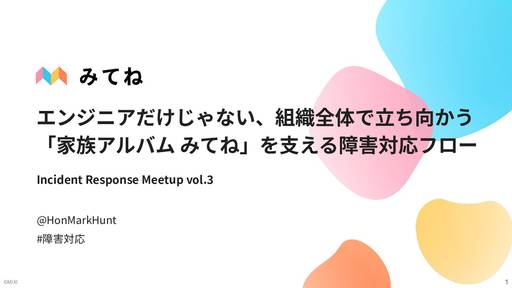 みてね
エンジニアだけじゃない、組織全体で立ち向かう
「家族アルバム みてね」を支える障害対応フロー
Incident Response Meetup vol.3
@HonMarkHunt
#障害対応
©MIXI
1